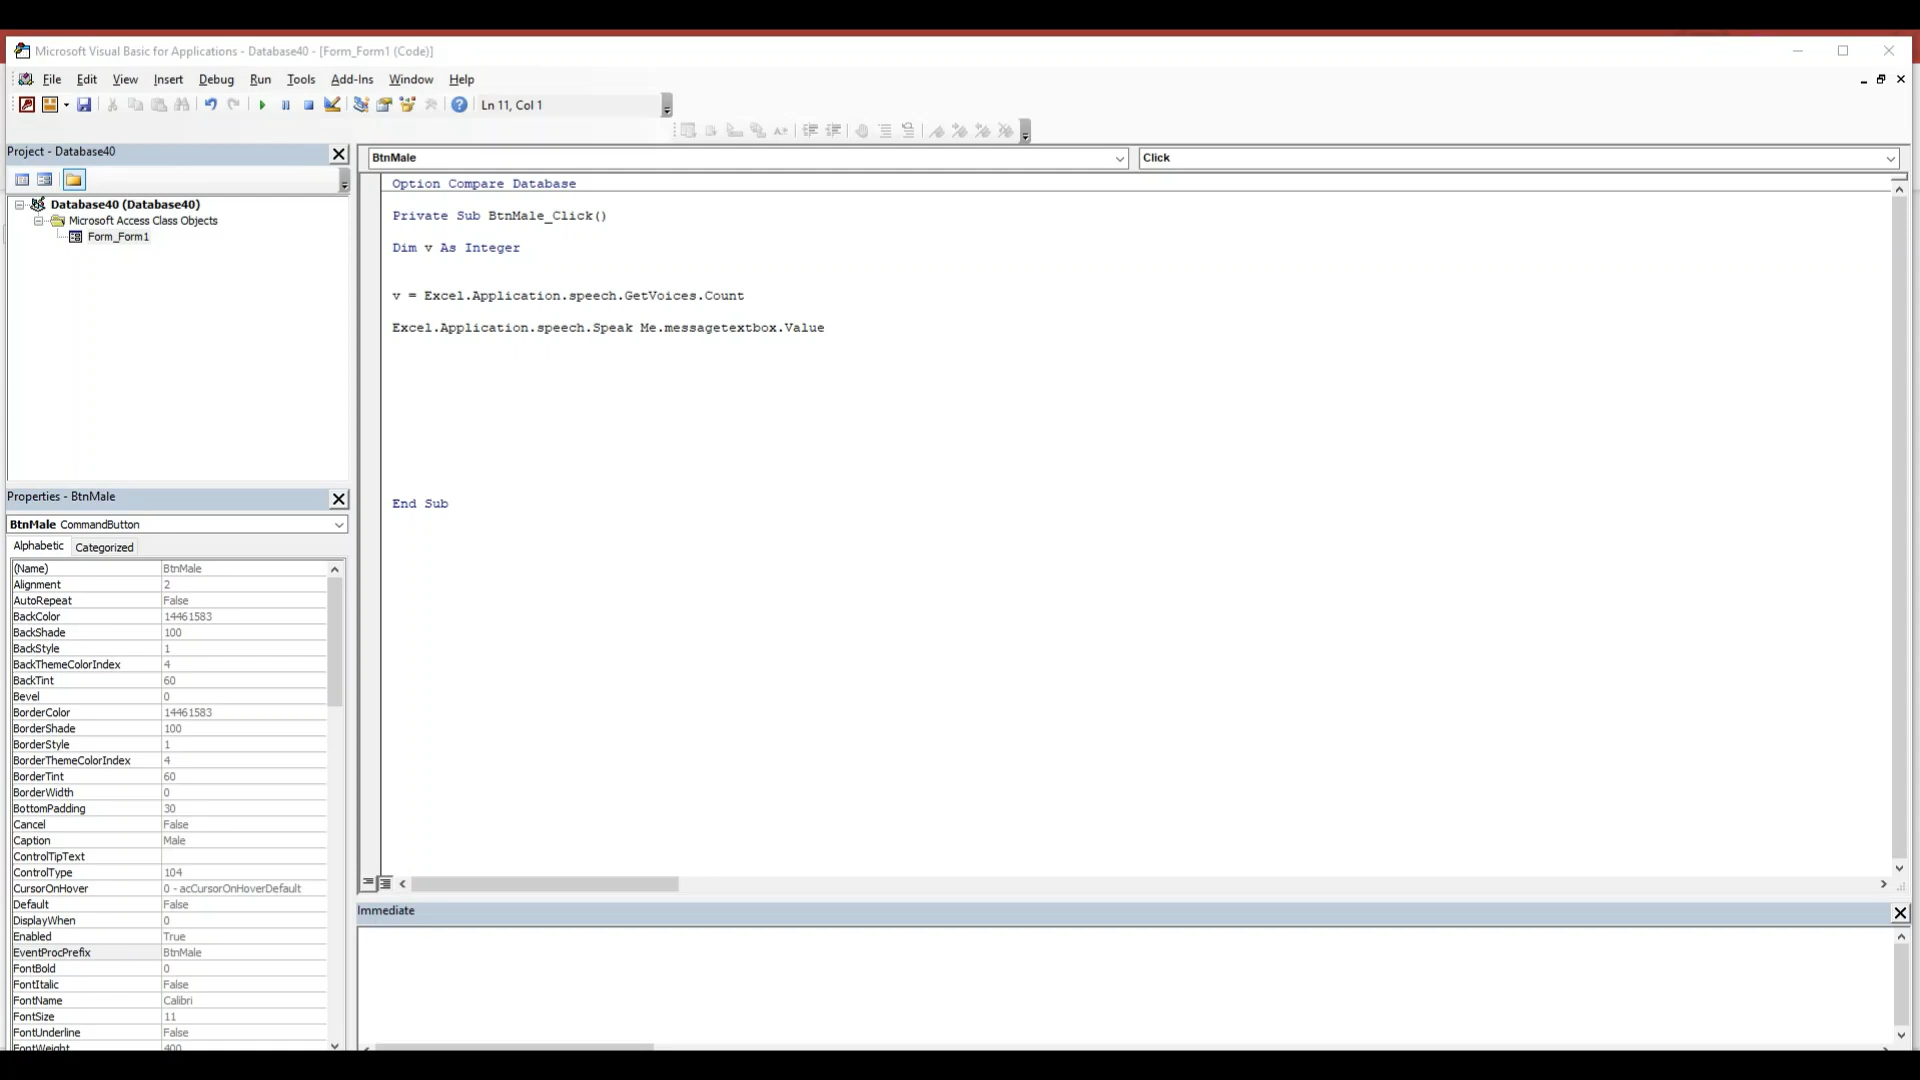 Microsoft Visual Basic for Applications - Database40 - [Form_Form1 (Code)]
File Edit View Insert Debug Run Tools Add-Ins Window Help
Ln 11, Col 1
Project - Database40
BtnMale
Click
Database40 (Database40)
Microsoft Access Class Objects
Form_Form1
Option Compare Database
Private Sub BtnMale_Click()
Dim v As Integer
v = Excel.Application.speech.GetVoices.Count
Excel.Application.speech.Speak Me.messagetextbox.Value
End Sub
Properties - BtnMale
BtnMale CommandButton
Alphabetic Categorized
(Name) BtnMale
Alignment 2
AutoRepeat False
BackColor 14461583
BackShade 100
BackStyle 1
BackThemeColorIndex 4
BackTint 60
Bevel 0
BorderColor 14461583
BorderShade 100
BorderStyle 1
BorderThemeColorIndex 4
BorderTint 60
BorderWidth 0
BottomPadding 30
Cancel False
Caption Male
ControlTipText
ControlType 104
CursorOnHover 0 - acCursorOnHoverDefault
Default False
DisplayWhen 0
Enabled True
EventProcPrefix BtnMale
FontBold 0
FontItalic False
FontName Calibri
FontSize 11
FontUnderline False
FontWeight 400
Immediate